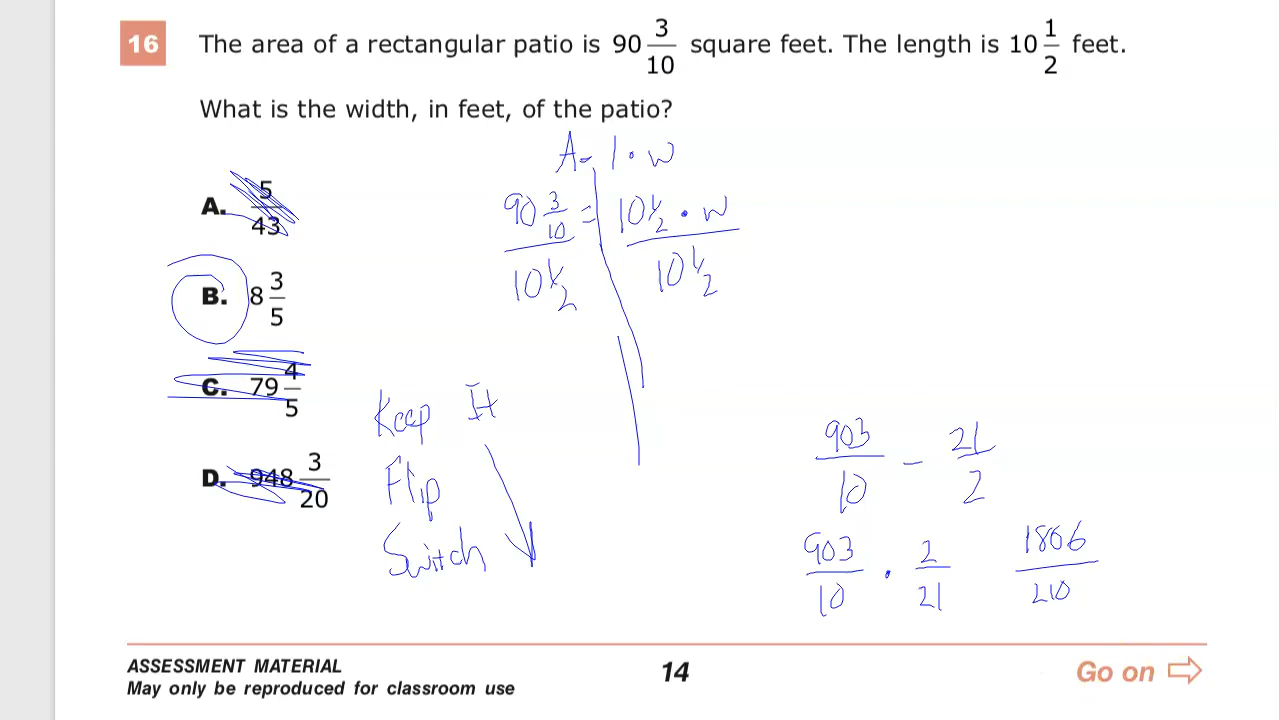 16 The area of a rectangular patio is 90 3/10 square feet. The length is 10 1/2 feet.
What is the width, in feet, of the patio?
A = l · w
A. 5/43
90 3/10 = 10 1/2 · w
10 1/2 10 1/2
B. 8 3/5
C. 79 4/5
D. 948 3/20
Keep It
Flip
Switch
903/10 - 21/2
903/10 · 2/21 1806/210
ASSESSMENT MATERIAL
May only be reproduced for classroom use
14
Go on